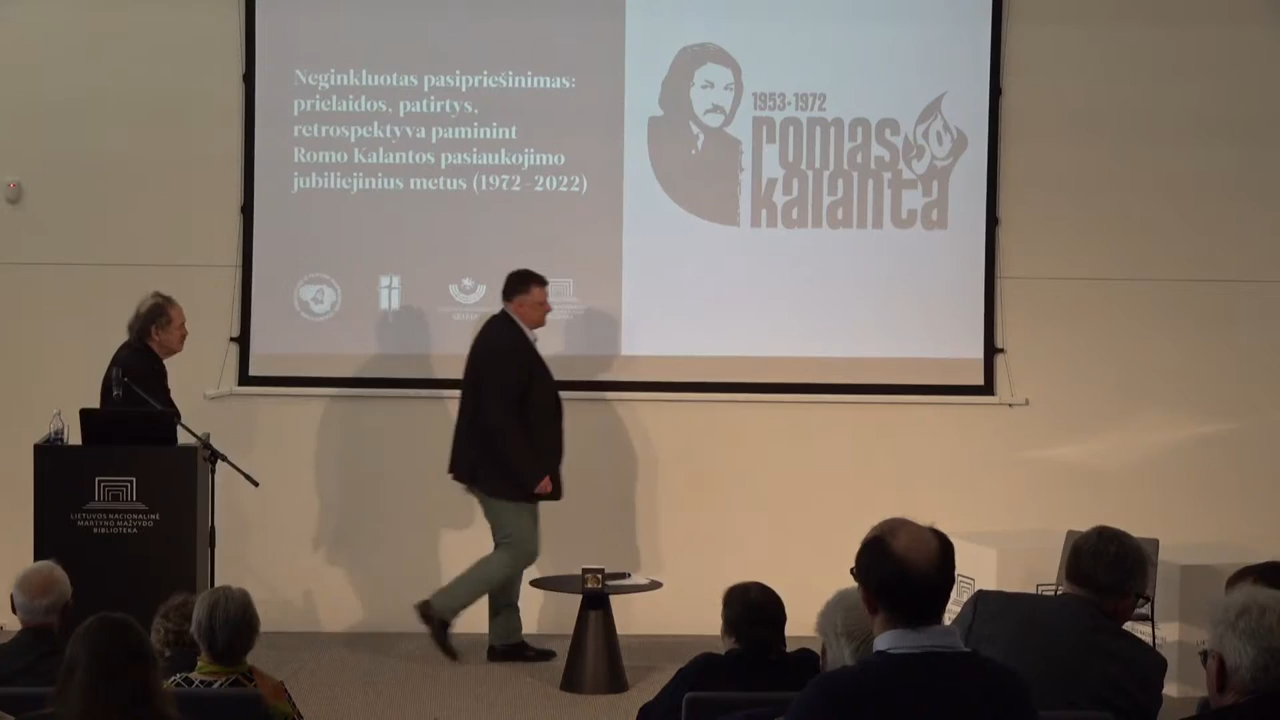 Neginkluotas pasipriešinimas:
prielaidos, patirtys,
retrospektyva paminint
Romo Kalantos pasiaukojimo
jubiliejinius metus (1972-2022)
1953-1972
romas
50
kalanta
LIETUVOS NACIONALINĖ
MARTYNO MAŽVYDO
BIBLIOTEKA